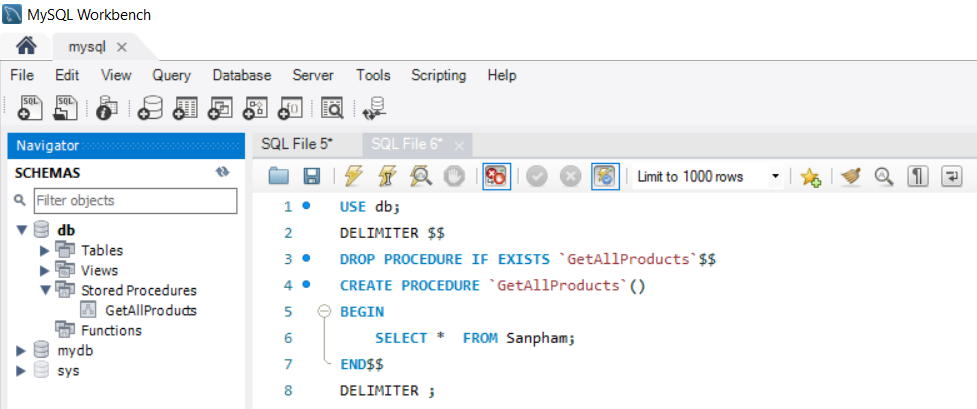 MySQL Workbench
mysql
File Edit View Query Database Server Tools Scripting Help
SQL SQL
Navigator
SCHEMAS
Filter objects
db
Tables
Views
Stored Procedures
GetAllProducts
Functions
mydb
sys
SQL File 5* SQL File 6*
Limit to 1000 rows
1 USE db;
2 DELIMITER $$
3 DROP PROCEDURE IF EXISTS `GetAllProducts`$$
4 CREATE PROCEDURE `GetAllProducts`()
5 BEGIN
6 SELECT * FROM Sanpham;
7 END$$
8 DELIMITER ;